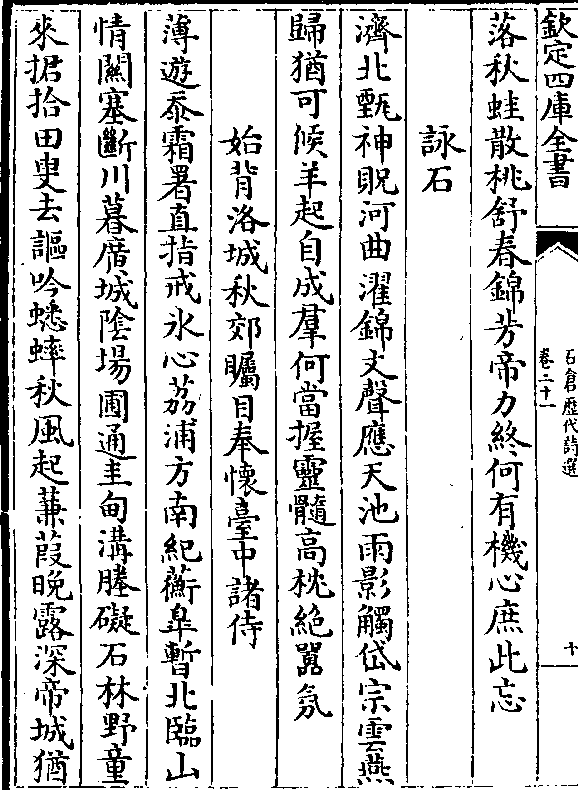 欽定四庫全書
石倉歷代詩選
卷二十一
十
落秋蛙散桃舒春錦芳帝力終何有機心庶此忘
詠石
濟北甄神貺河曲濯錦文聲應天池雨影觸岱宗雲燕
歸猶可候羊起自成羣何當握靈髓高枕絶囂氛
始背洛城秋郊矚目奉懷臺中諸侍
薄遊忝霜署直指戒氷心荔浦方南紀蘅臯暫北臨山
情關塞斷川暮廣城陰場圃通圭甸溝塍礙石林野童
來捃拾田叟去謳吟蟋蟀秋風起蒹葭晩露深帝城猶